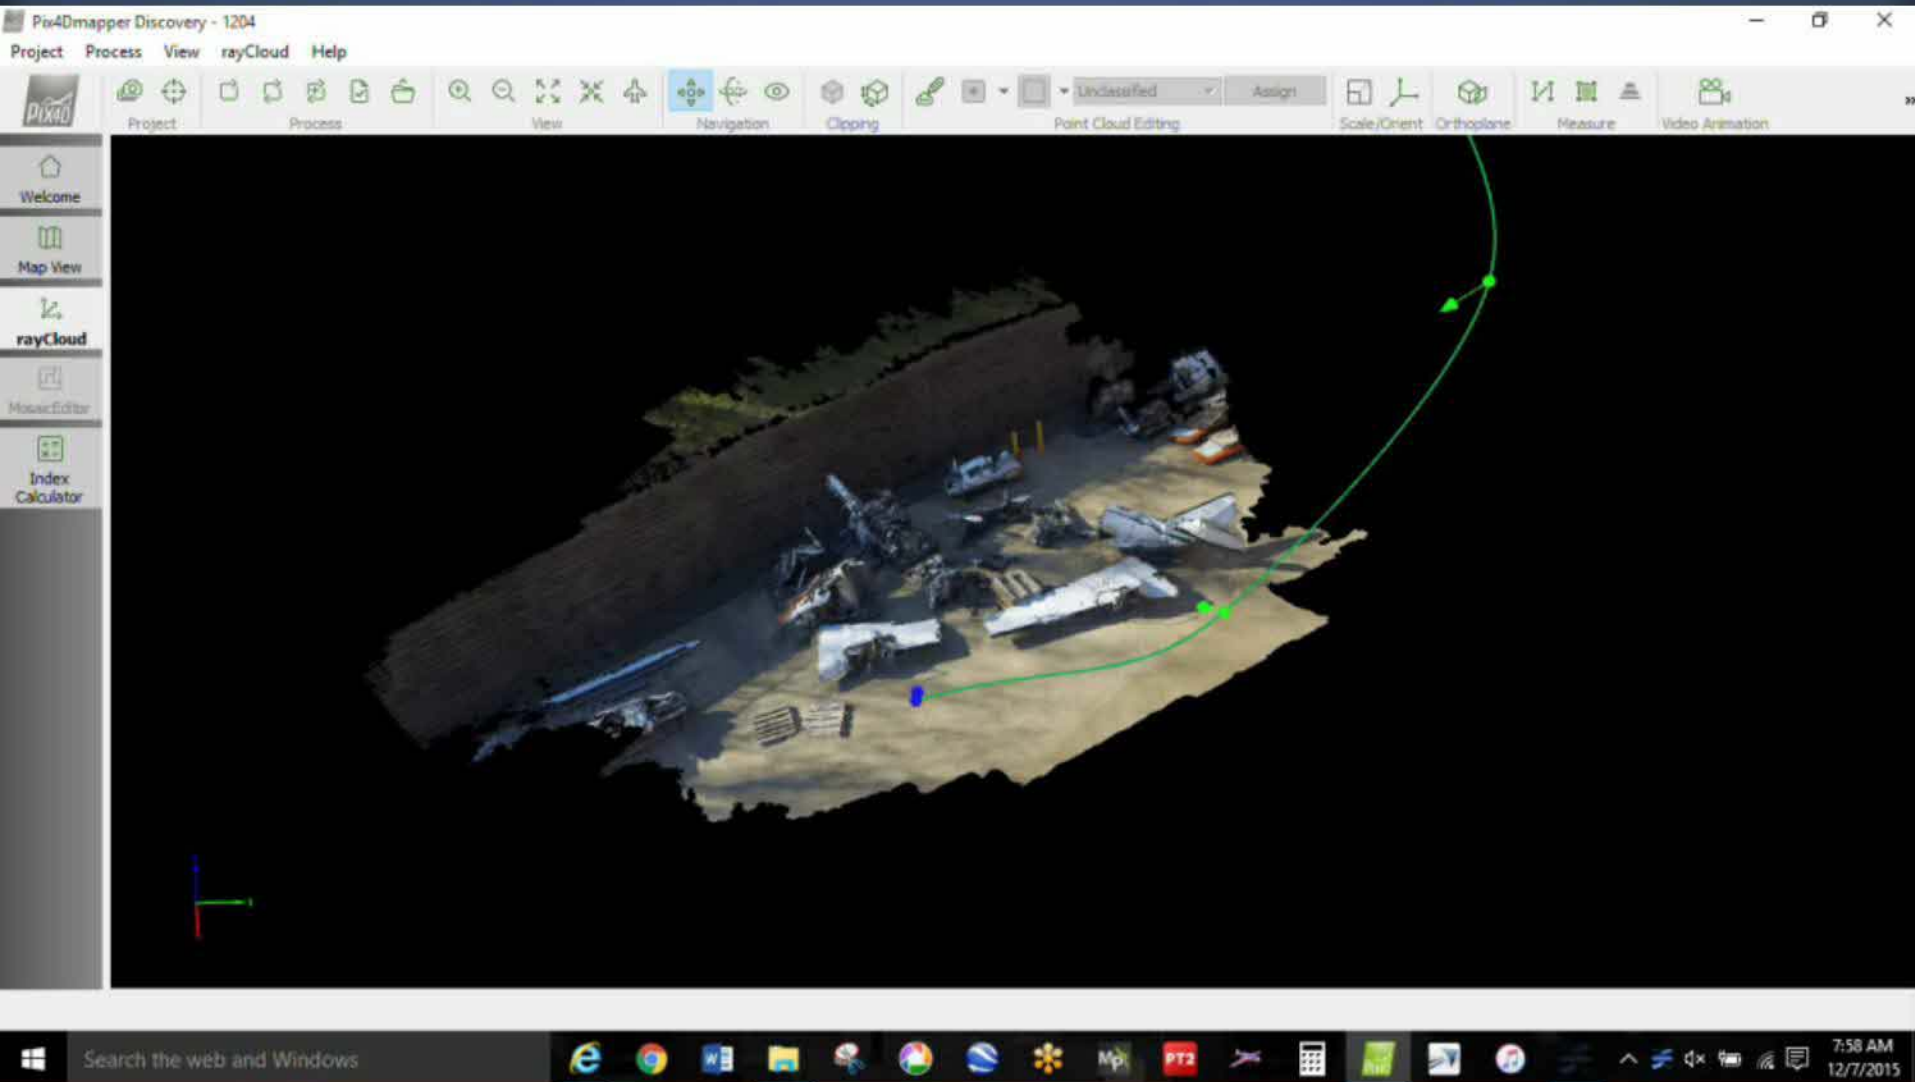 Pix4Dmapper Discovery - 1204
Project Process View rayCloud Help
PIX4D
Unclassified
Assign
Project Process View Navigation Clipping Point Cloud Editing Scale/Orient Orthoplane Measure Video Animation
Welcome
Map View
rayCloud
MosaicEditor
Index
Calculator
Search the web and Windows
PT2
7:58 AM
12/7/2015